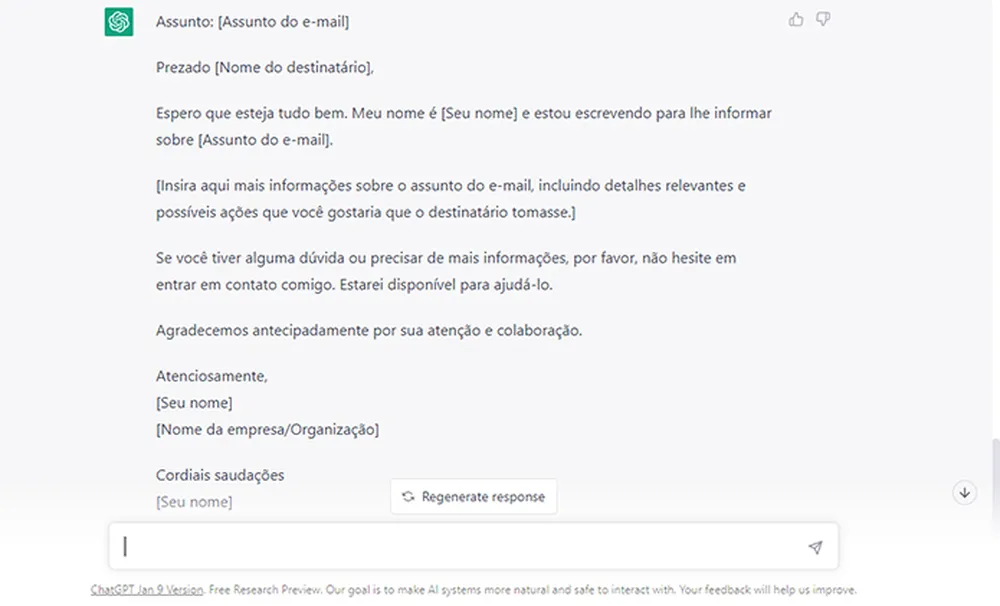 Assunto: [Assunto do e-mail]
Prezado [Nome do destinatário],
Espero que esteja tudo bem. Meu nome é [Seu nome] e estou escrevendo para lhe informar
sobre [Assunto do e-mail].
[Insira aqui mais informações sobre o assunto do e-mail, incluindo detalhes relevantes e
possíveis ações que você gostaria que o destinatário tomasse.]
Se você tiver alguma dúvida ou precisar de mais informações, por favor, não hesite em
entrar em contato comigo. Estarei disponível para ajudá-lo.
Agradecemos antecipadamente por sua atenção e colaboração.
Atenciosamente,
[Seu nome]
[Nome da empresa/Organização]
Cordiais saudações
[Seu nome]
Regenerate response
ChatGPT Jan 9 Version. Free Research Preview. Our goal is to make AI systems more natural and safe to interact with. Your feedback will help us improve.